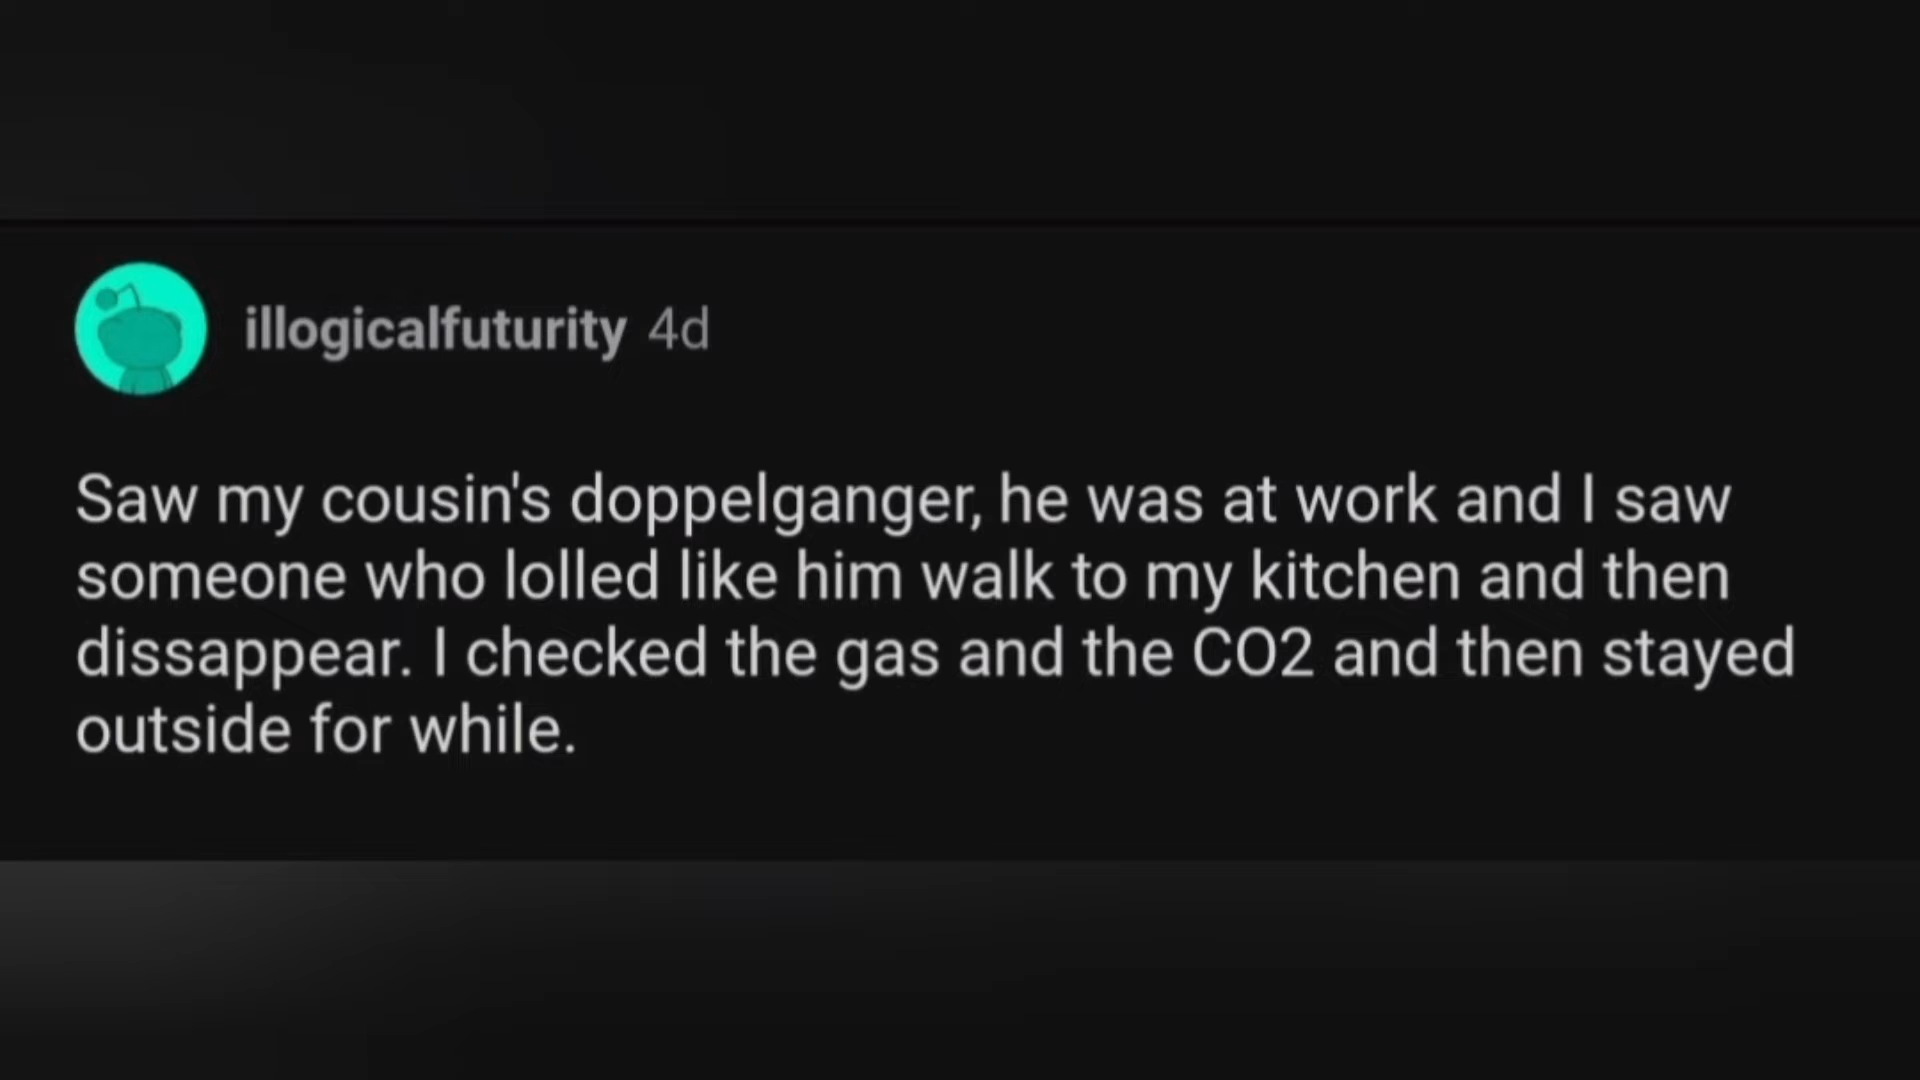 illogicalfuturity 4d
Saw my cousin's doppelganger, he was at work and I saw
someone who lolled like him walk to my kitchen and then
dissappear. I checked the gas and the CO2 and then stayed
outside for while.